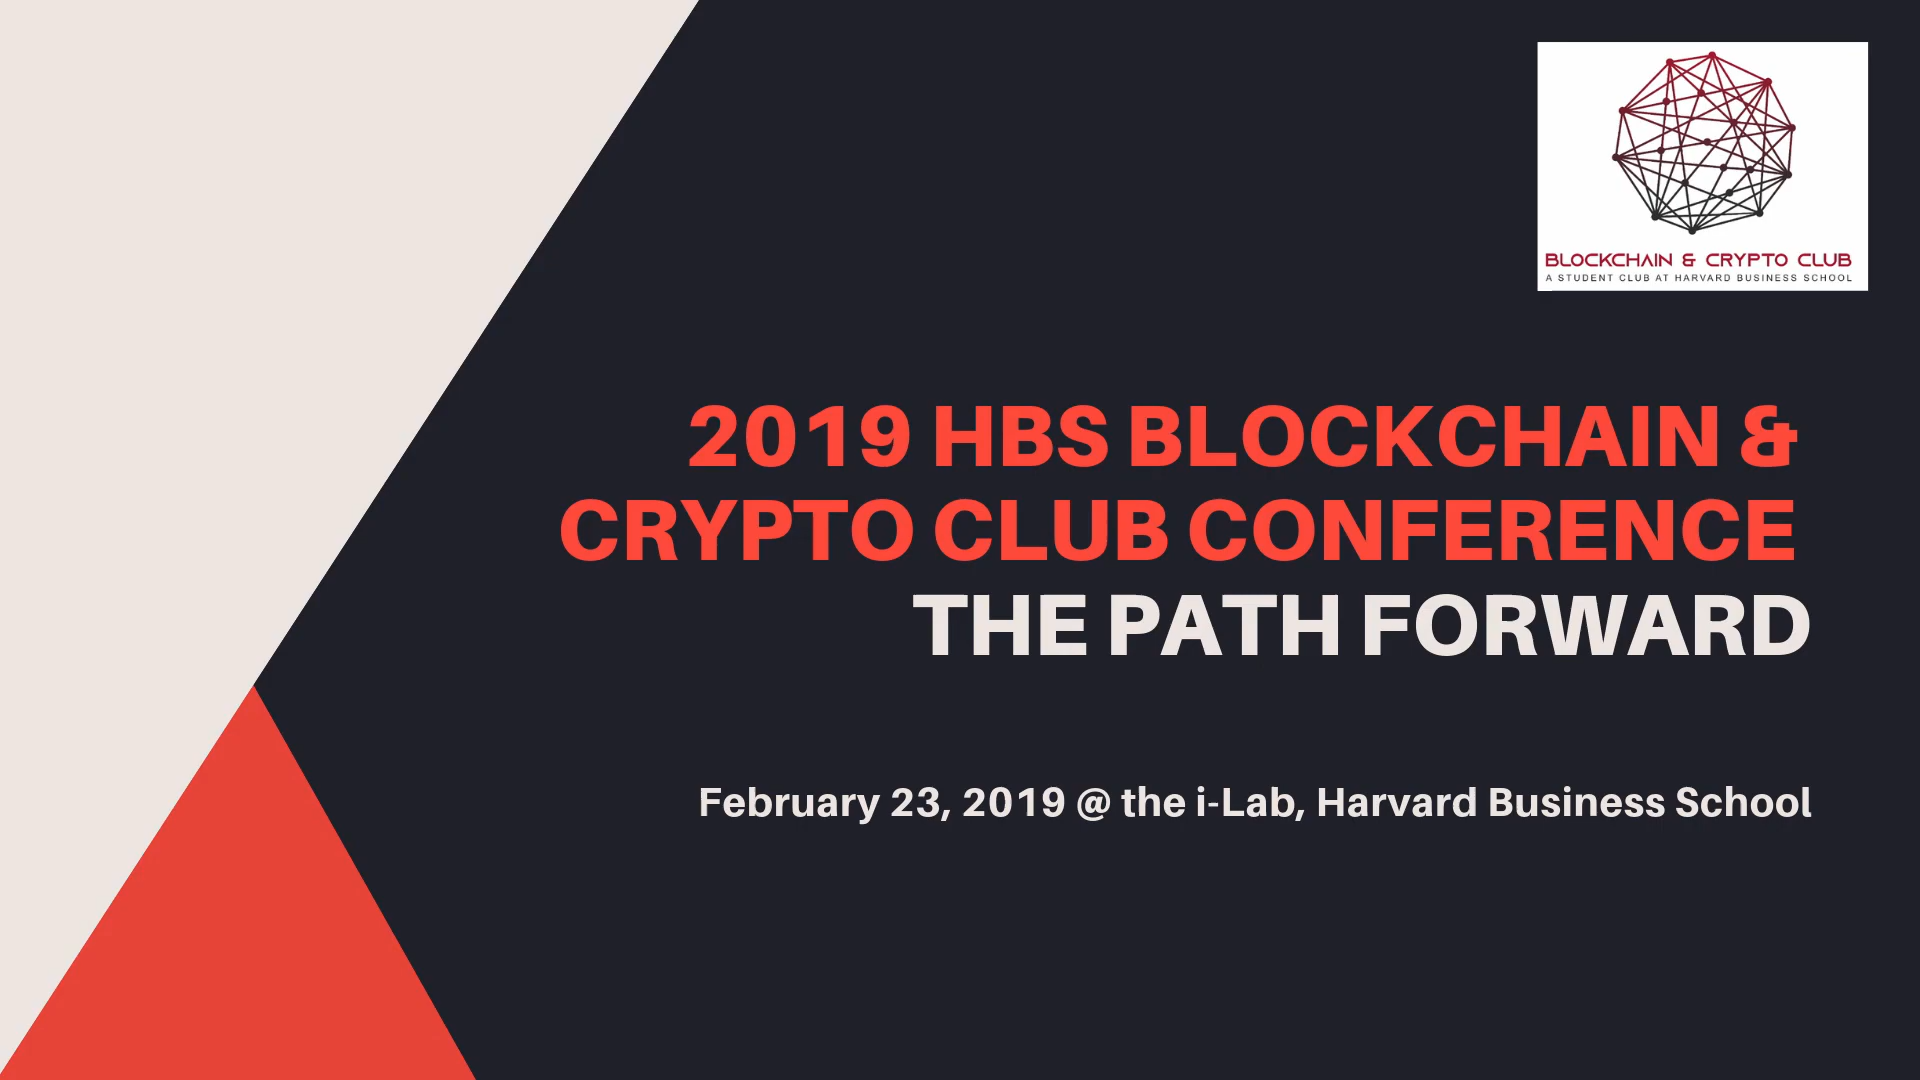 BLOCKCHAIN & CRYPTO CLUB
A STUDENT CLUB AT HARVARD BUSINESS SCHOOL
2019 HBS BLOCKCHAIN &
CRYPTO CLUB CONFERENCE
THE PATH FORWARD
February 23, 2019 @ the i-Lab, Harvard Business School